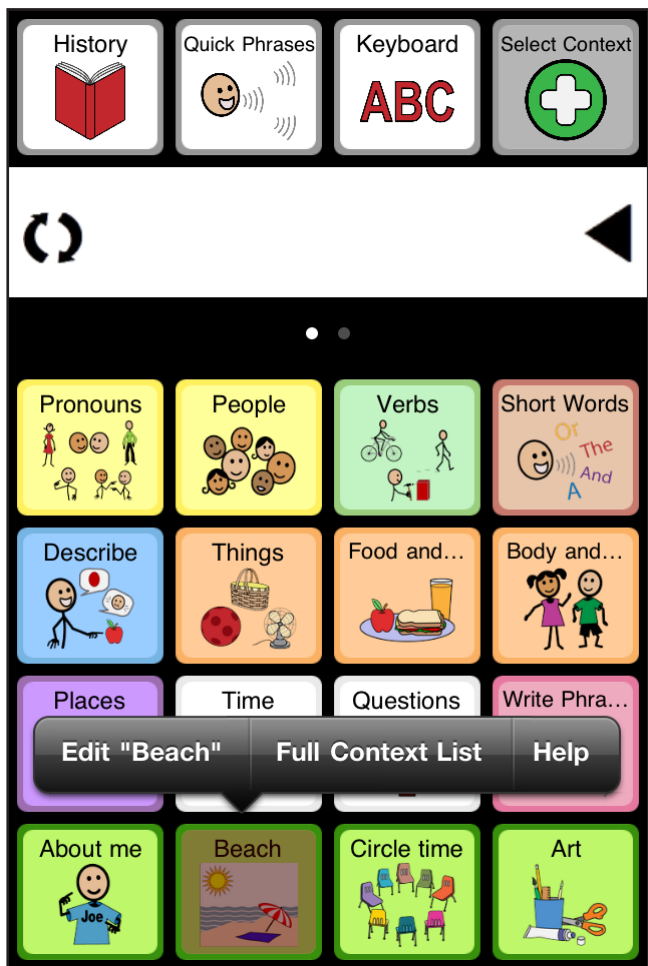 History
Quick Phrases
Keyboard
Select Context
ABC
Pronouns
People
Verbs
Short Words
Or
The
And
A
Describe
Things
Food and...
Body and...
Places
Time
Questions
Write Phra...
Edit "Beach"
Full Context List
Help
About me
Beach
Circle time
Art
Joe